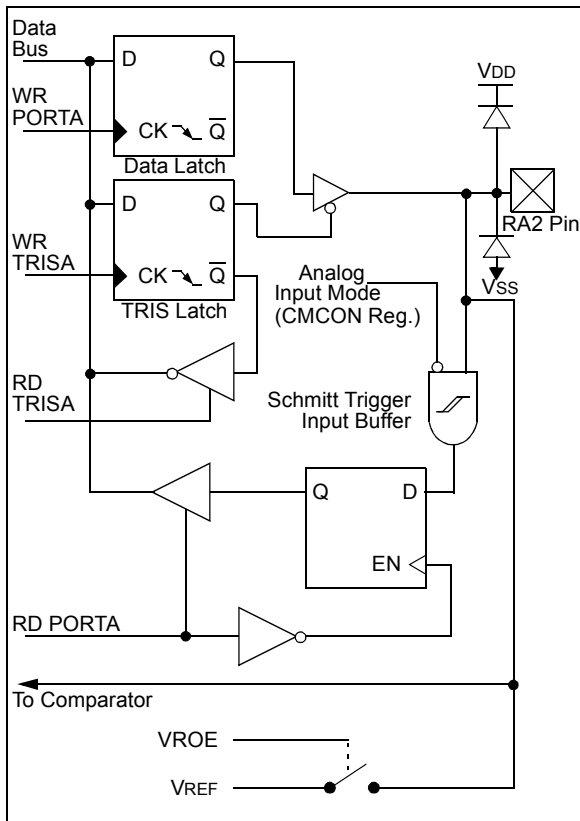 Data
Bus
D
Q
VDD
WR
PORTA
CK
Q
Data Latch
D
Q
RA2 Pin
WR
TRISA
CK
Q
TRIS Latch
Analog
Input Mode
(CMCON Reg.)
VSS
RD
TRISA
Schmitt Trigger
Input Buffer
Q
D
EN
RD PORTA
To Comparator
VROE
VREF